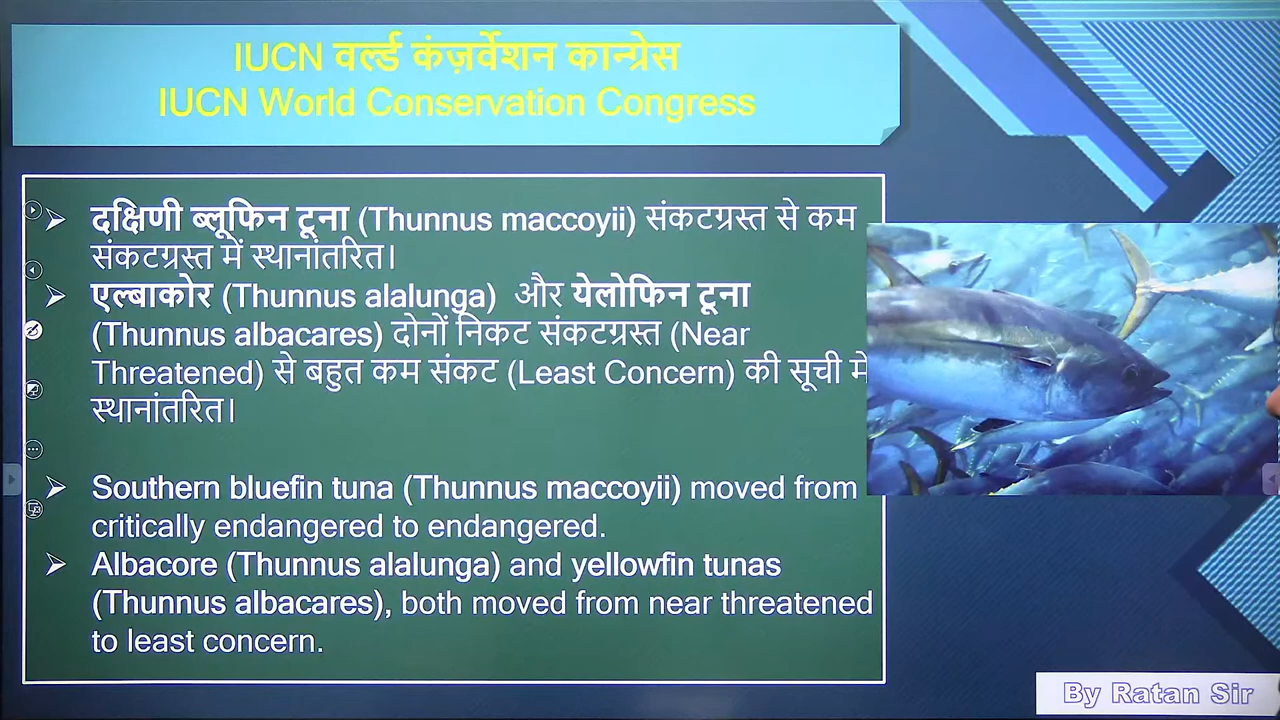 IUCN वर्ल्ड कंज़र्वेशन कान्ग्रेस
IUCN World Conservation Congress
दक्षिणी ब्लूफिन टूना (Thunnus maccoyii) संकटग्रस्त से कम
संकटग्रस्त में स्थानांतरित।
एल्बाकोर (Thunnus alalunga) और येलोफिन टूना
(Thunnus albacares) दोनों निकट संकटग्रस्त (Near
Threatened) से बहुत कम संकट (Least Concern) की सूची में
स्थानांतरित।
Southern bluefin tuna (Thunnus maccoyii) moved from
critically endangered to endangered.
Albacore (Thunnus alalunga) and yellowfin tunas
(Thunnus albacares), both moved from near threatened
to least concern.
By Ratan Sir